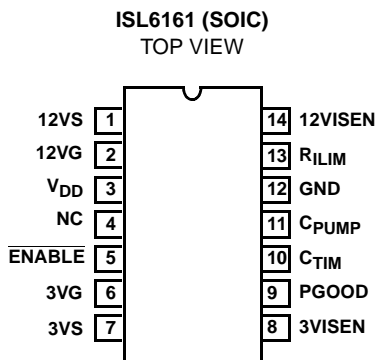 ISL6161 (SOIC)
TOP VIEW
12VS 1 14 12VISEN
12VG 2 13 RILIM
VDD 3 12 GND
NC 4 11 CPUMP
ENABLE 5 10 CTIM
3VG 6 9 PGOOD
3VS 7 8 3VISEN